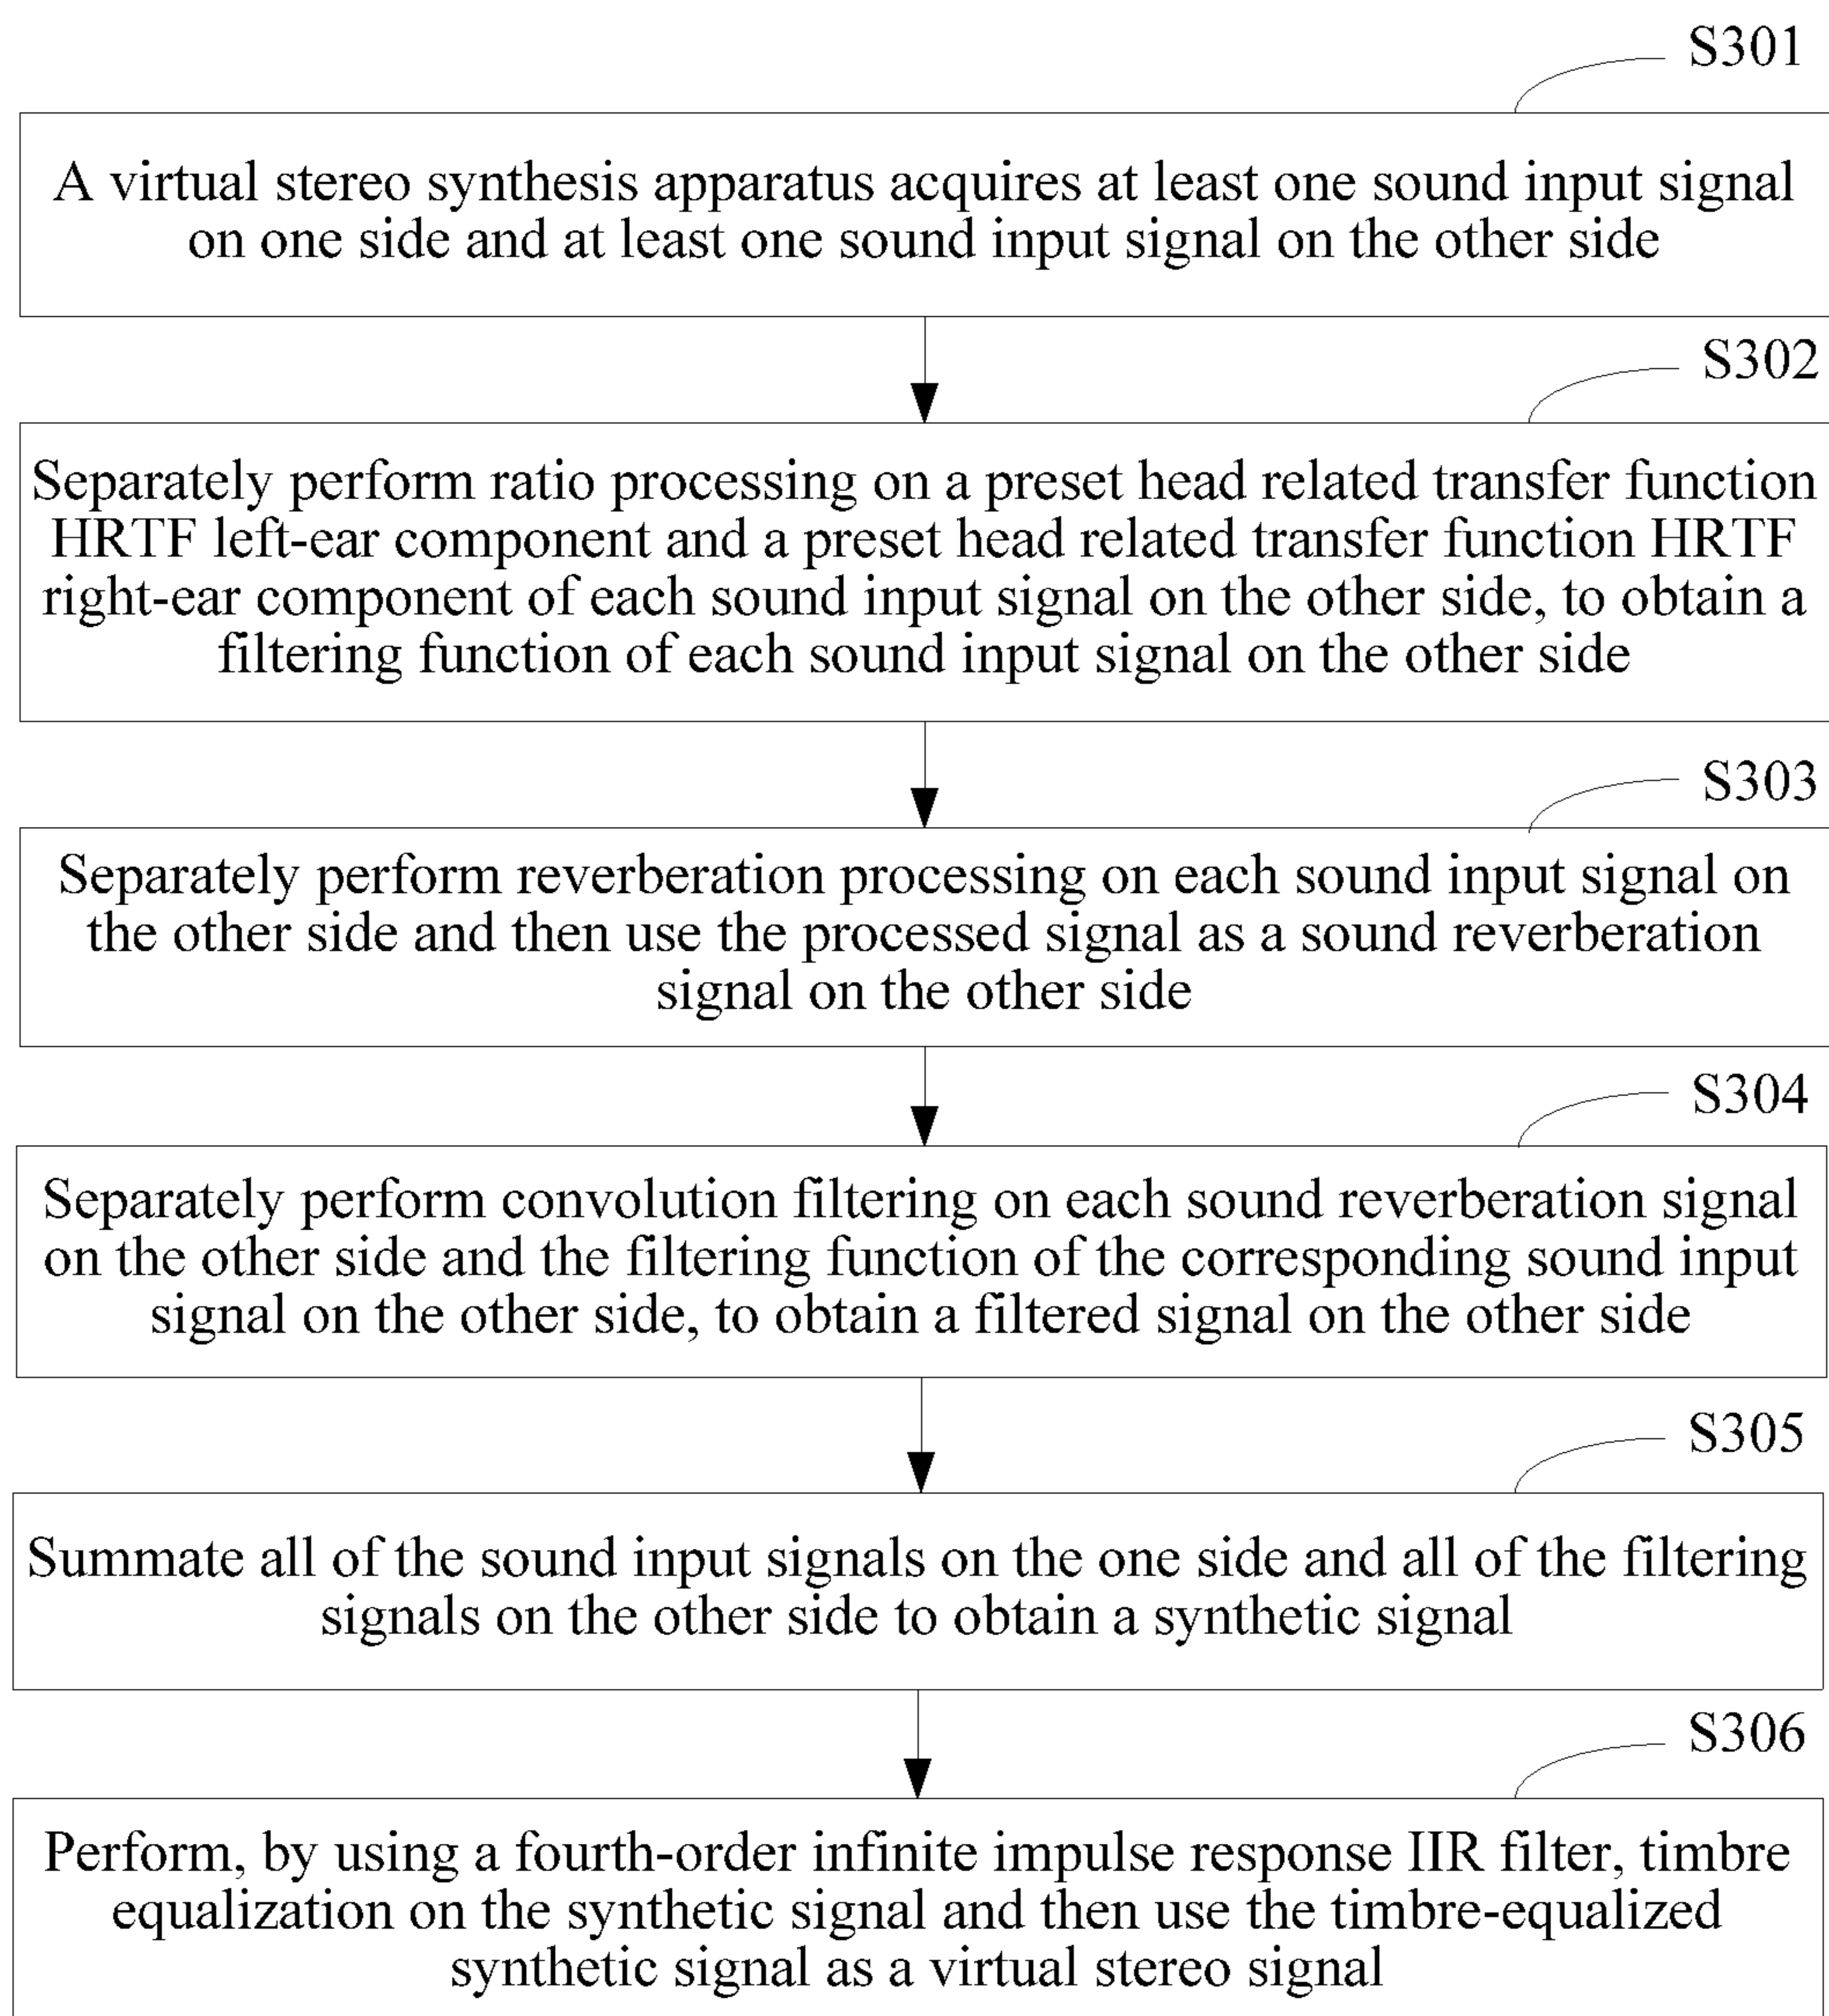 S301
A virtual stereo synthesis apparatus acquires at least one sound input signal
on one side and at least one sound input signal on the other side
S302
Separately perform ratio processing on a preset head related transfer function
HRTF left-ear component and a preset head related transfer function HRTF
right-ear component of each sound input signal on the other side, to obtain a
filtering function of each sound input signal on the other side
S303
Separately perform reverberation processing on each sound input signal on
the other side and then use the processed signal as a sound reverberation
signal on the other side
S304
Separately perform convolution filtering on each sound reverberation signal
on the other side and the filtering function of the corresponding sound input
signal on the other side, to obtain a filtered signal on the other side
S305
Summate all of the sound input signals on the one side and all of the filtering
signals on the other side to obtain a synthetic signal
S306
Perform, by using a fourth-order infinite impulse response IIR filter, timbre
equalization on the synthetic signal and then use the timbre-equalized
synthetic signal as a virtual stereo signal